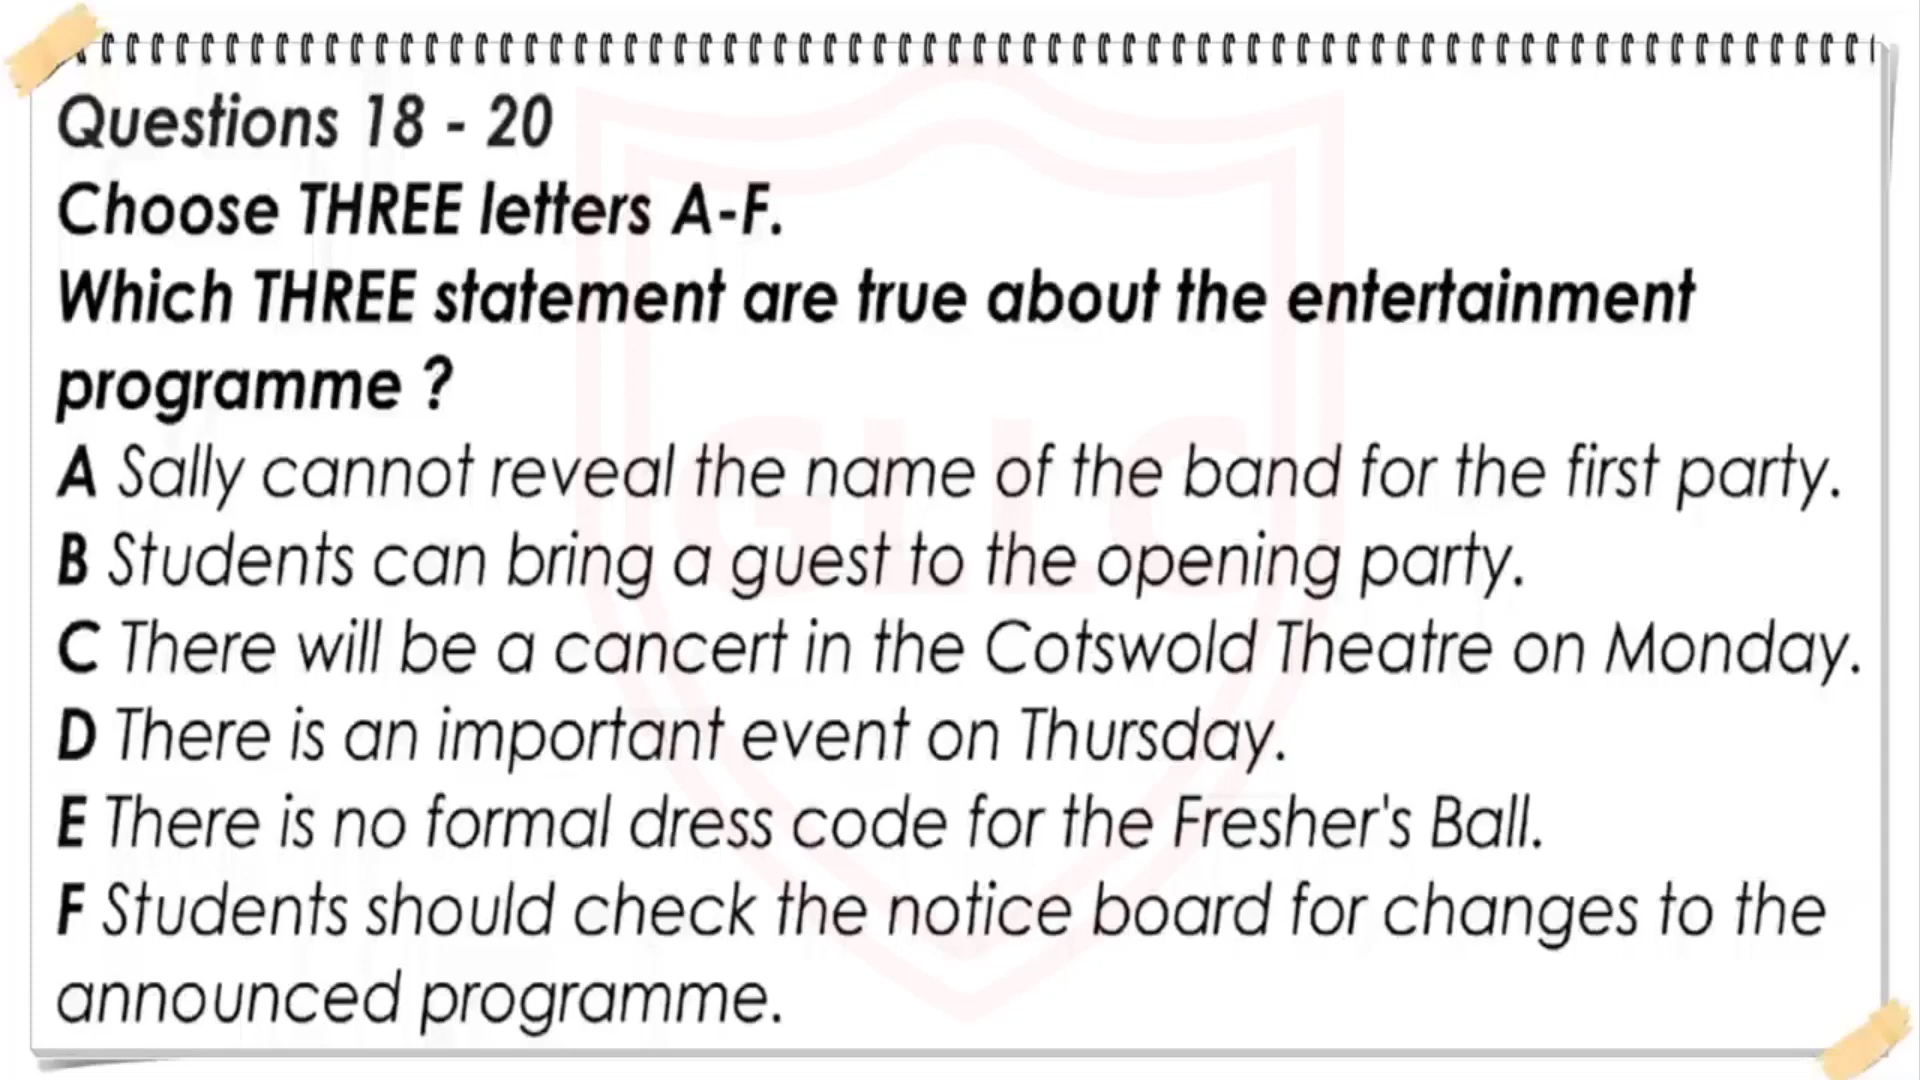 Questions 18 - 20
Choose THREE letters A-F.
Which THREE statement are true about the entertainment
programme ?
A Sally cannot reveal the name of the band for the first party.
B Students can bring a guest to the opening party.
C There will be a cancert in the Cotswold Theatre on Monday.
D There is an important event on Thursday.
E There is no formal dress code for the Fresher's Ball.
F Students should check the notice board for changes to the
announced programme.
GLLC